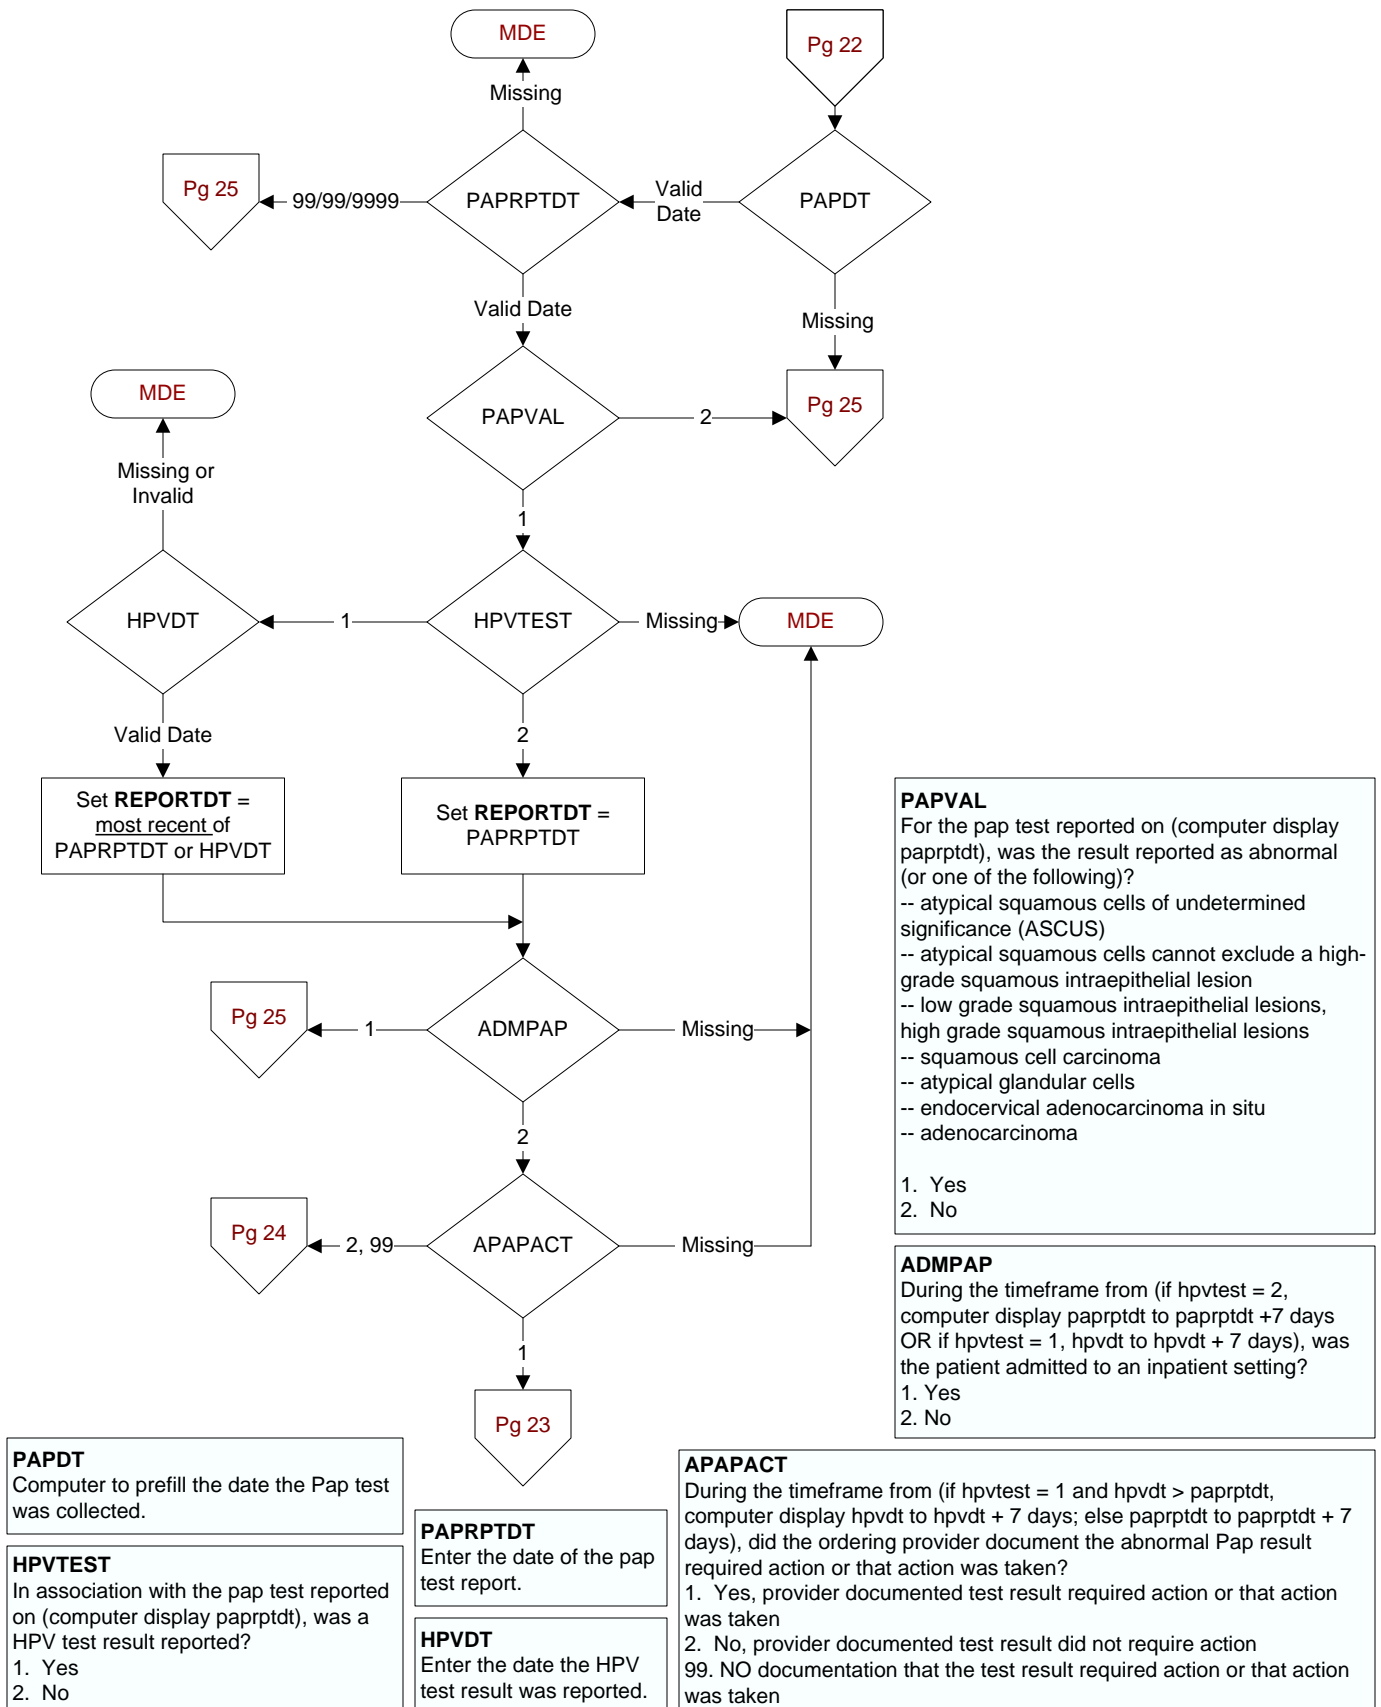 MDE
Pg 22
Missing
Pg 25
99/99/9999
PAPRPTDT
Valid
Date
PAPDT
Valid Date
Missing
MDE
PAPVAL
2
Pg 25
Missing or
Invalid
1
HPVDT
1
HPVTEST
Missing
MDE
Valid Date
2
Set REPORTDT =
most recent of
PAPRPTDT or HPVDT
Set REPORTDT =
PAPRPTDT
Pg 25
1
ADMPAP
Missing
2
Pg 24
2, 99
APAPACT
Missing
1
Pg 23
PAPVAL
For the pap test reported on (computer display
paprptdt), was the result reported as abnormal
(or one of the following)?
-- atypical squamous cells of undetermined
significance (ASCUS)
-- atypical squamous cells cannot exclude a high-
grade squamous intraepithelial lesion
-- low grade squamous intraepithelial lesions,
high grade squamous intraepithelial lesions
-- squamous cell carcinoma
-- atypical glandular cells
-- endocervical adenocarcinoma in situ
-- adenocarcinoma
1. Yes
2. No
ADMPAP
During the timeframe from (if hpvtest = 2,
computer display paprptdt to paprptdt +7 days
OR if hpvtest = 1, hpvdt to hpvdt + 7 days), was
the patient admitted to an inpatient setting?
1. Yes
2. No
PAPDT
Computer to prefill the date the Pap test
was collected.
HPVTEST
In association with the pap test reported
on (computer display paprptdt), was a
HPV test result reported?
1. Yes
2. No
PAPRPTDT
Enter the date of the pap
test report.
HPVDT
Enter the date the HPV
test result was reported.
APAPACT
During the timeframe from (if hpvtest = 1 and hpvdt > paprptdt,
computer display hpvdt to hpvdt + 7 days; else paprptdt to paprptdt + 7
days), did the ordering provider document the abnormal Pap result
required action or that action was taken?
1. Yes, provider documented test result required action or that action
was taken
2. No, provider documented test result did not require action
99. NO documentation that the test result required action or that action
was taken